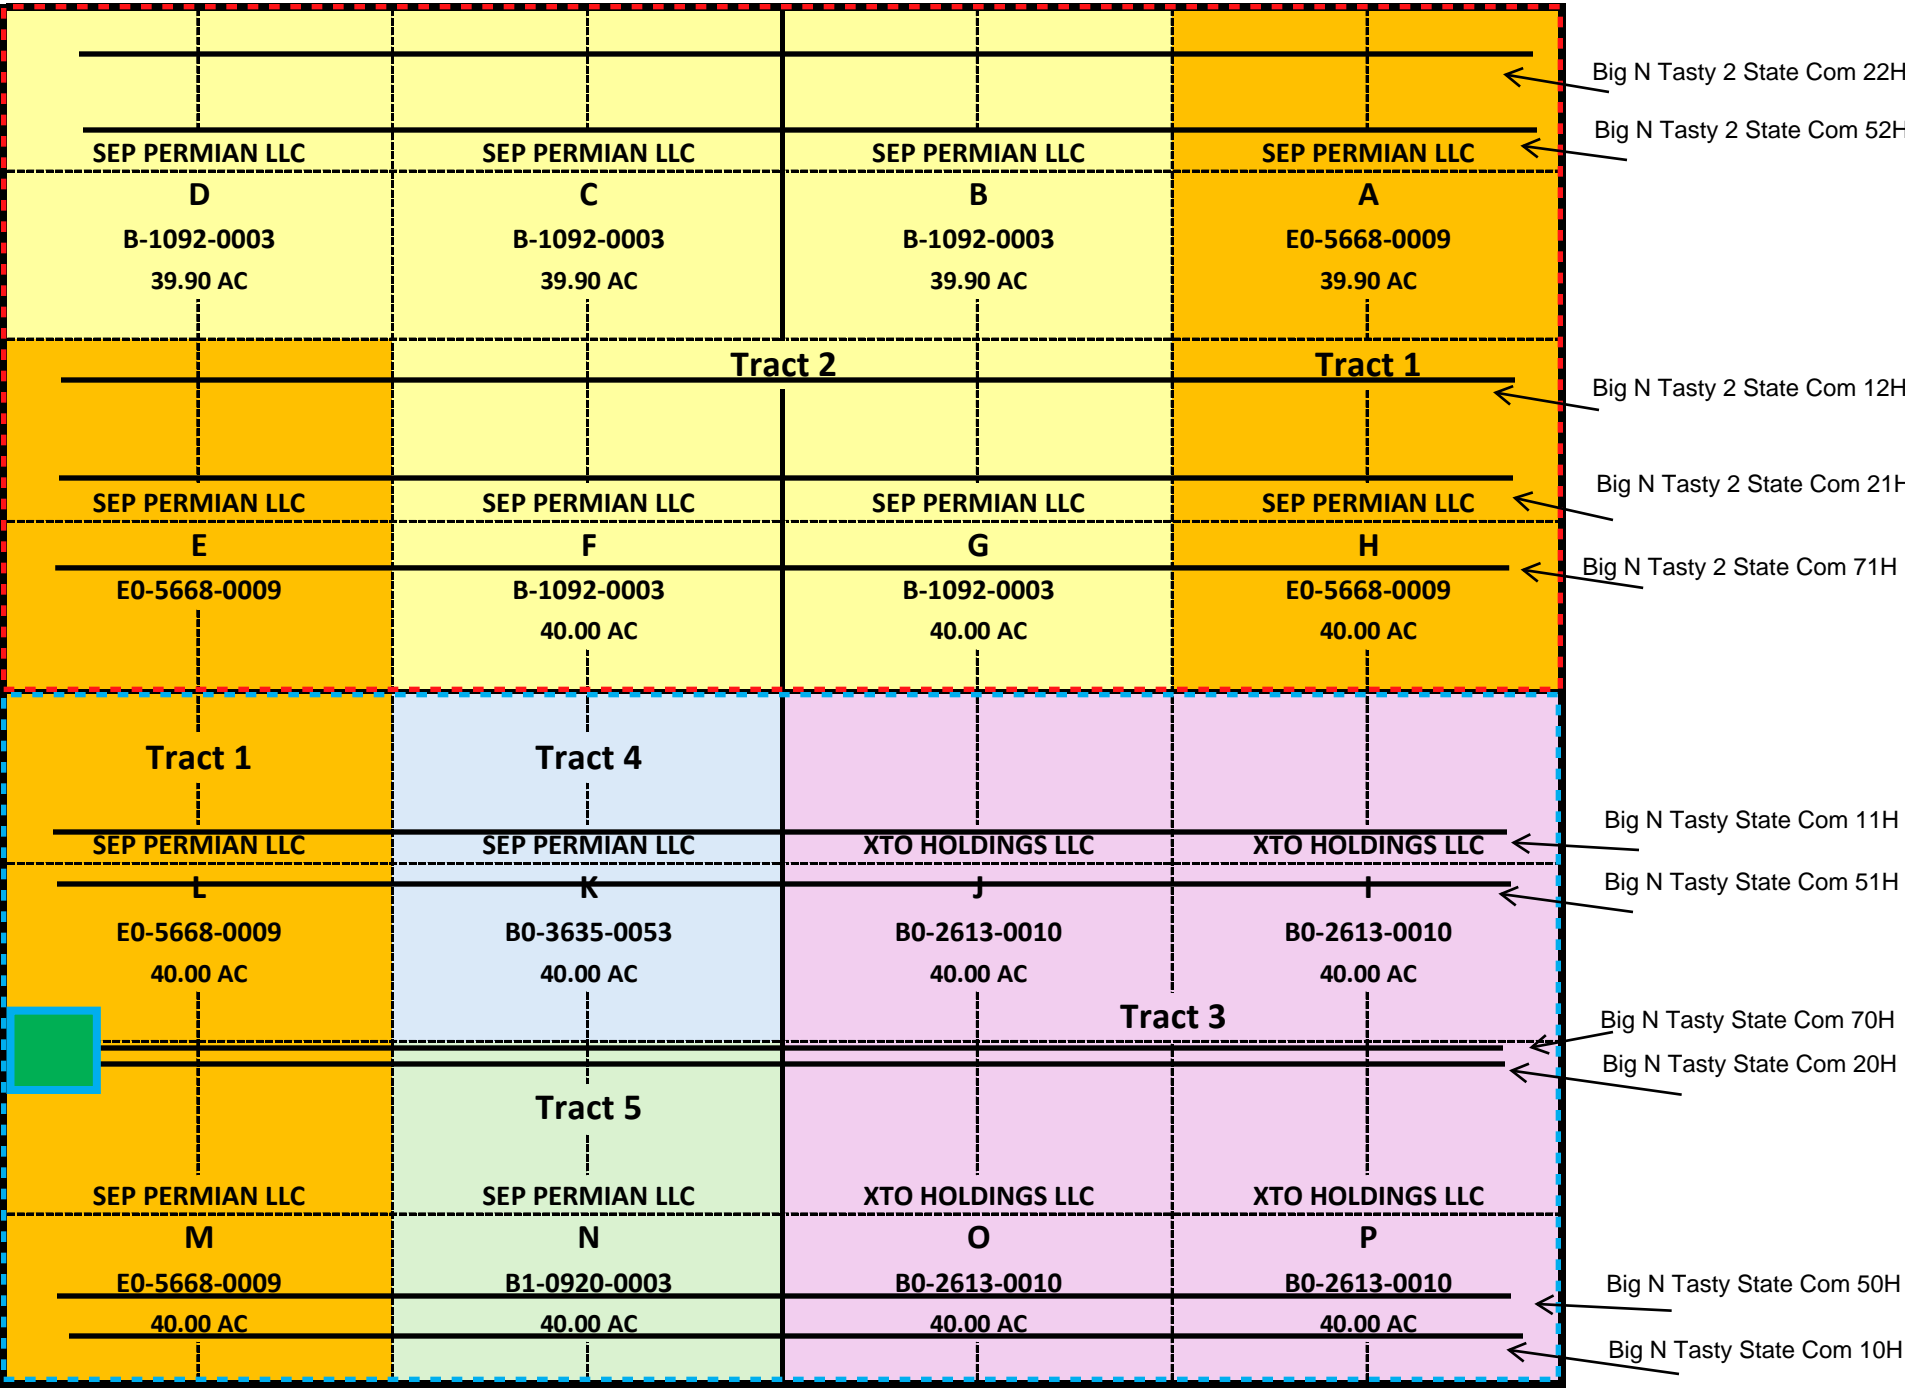 Big N Tasty 2 State Com 22H
Big N Tasty 2 State Com 52H
SEP PERMIAN LLC SEP PERMIAN LLC SEP PERMIAN LLC SEP PERMIAN LLC
D C B A
B-1092-0003 B-1092-0003 B-1092-0003 E0-5668-0009
39.90 AC 39.90 AC 39.90 AC 39.90 AC
Tract 2 Tract 1
Big N Tasty 2 State Com 12H
Big N Tasty 2 State Com 21H
SEP PERMIAN LLC SEP PERMIAN LLC SEP PERMIAN LLC SEP PERMIAN LLC
E F G H
Big N Tasty 2 State Com 71H
E0-5668-0009 B-1092-0003 B-1092-0003 E0-5668-0009
40.00 AC 40.00 AC 40.00 AC
Tract 1 Tract 4
Big N Tasty State Com 11H
SEP PERMIAN LLC SEP PERMIAN LLC XTO HOLDINGS LLC XTO HOLDINGS LLC
L K J I
Big N Tasty State Com 51H
E0-5668-0009 B0-3635-0053 B0-2613-0010 B0-2613-0010
40.00 AC 40.00 AC 40.00 AC 40.00 AC
Tract 3
Big N Tasty State Com 70H
Big N Tasty State Com 20H
Tract 5
SEP PERMIAN LLC SEP PERMIAN LLC XTO HOLDINGS LLC XTO HOLDINGS LLC
M N O P
E0-5668-0009 B1-0920-0003 B0-2613-0010 B0-2613-0010
Big N Tasty State Com 50H
40.00 AC 40.00 AC 40.00 AC 40.00 AC
Big N Tasty State Com 10H